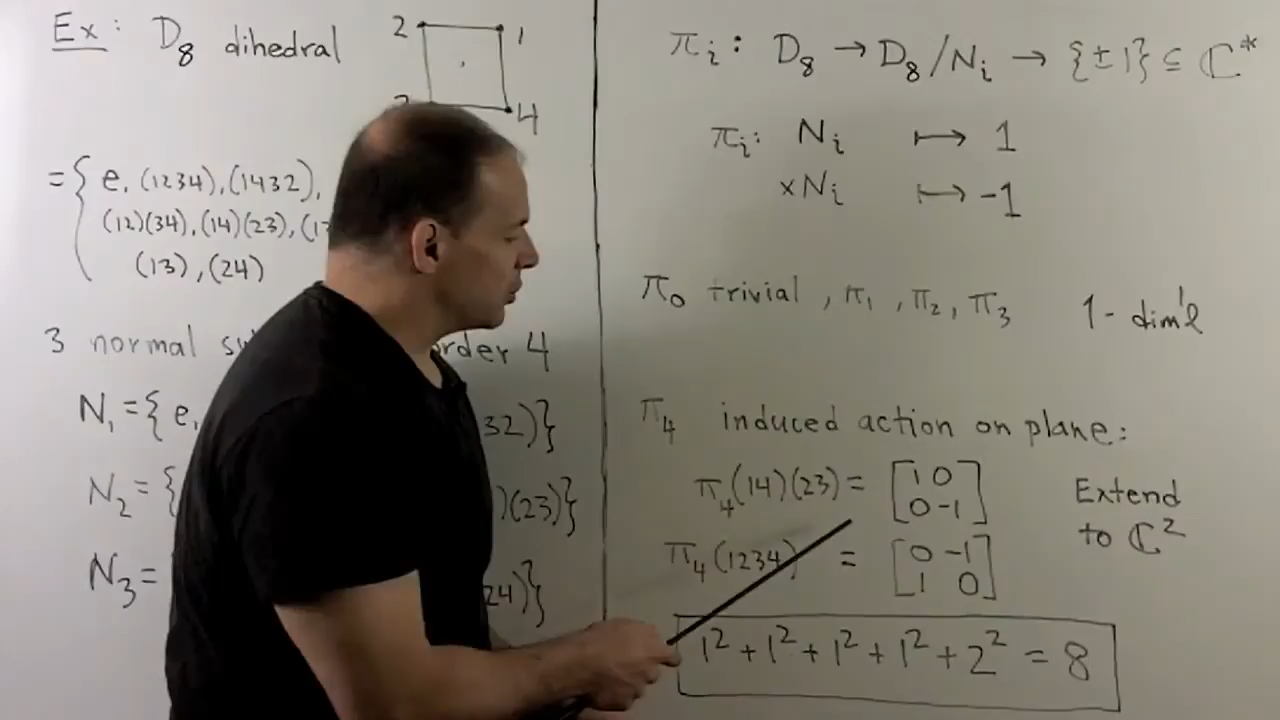 Ex: D₈ dihedral
2 1
4
= { e, (1234), (1432),
(12)(34), (14)(23),
(13), (24)
3 normal order 4
N₁ = { e, 32)}
N₂ = { )(23)}
N₃ = 24)}
πᵢ: D₈ → D₈/Nᵢ → {±1} ⊆ ℂ*
πᵢ: Nᵢ ↦ 1
xNᵢ ↦ -1
π₀ trivial, π₁, π₂, π₃ 1-dim'l
π₄ induced action on plane:
π₄(14)(23) = [1 0
0 -1]
Extend
to ℂ²
π₄(1234) = [0 -1
1 0]
1² + 1² + 1² + 1² + 2² = 8